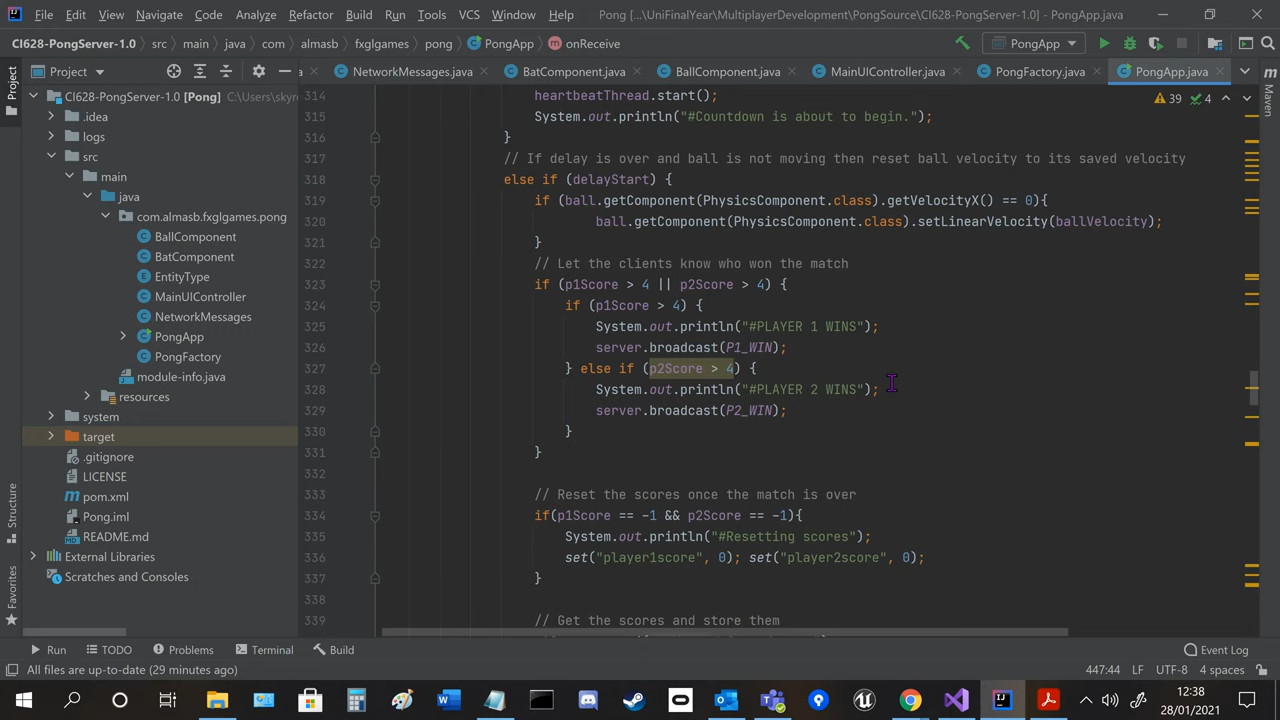 File Edit View Navigate Code Analyze Refactor Build Run Tools VCS Window Help Pong [...\UniFinalYear\MultiplayerDevelopment\PongSource\CI628-PongServer-1.0] - PongApp.java
CI628-PongServer-1.0 src main java com almasb fxglgames pong PongApp onReceive PongApp
Project
Project NetworkMessages.java BatComponent.java BallComponent.java MainUIController.java PongFactory.java PongApp.java
Maven
CI628-PongServer-1.0 [Pong] C:\Users\skyro
.idea
logs
src
main
java
com.almasb.fxglgames.pong
BallComponent
BatComponent
EntityType
MainUIController
NetworkMessages
PongApp
PongFactory
module-info.java
resources
system
target
.gitignore
LICENSE
pom.xml
Pong.iml
README.md
External Libraries
Scratches and Consoles
Structure
Favorites
39 4
314 heartbeatThread.start();
315 System.out.println("#Countdown is about to begin.");
316 }
317 // If delay is over and ball is not moving then reset ball velocity to its saved velocity
318 else if (delayStart) {
319 if (ball.getComponent(PhysicsComponent.class).getVelocityX() == 0){
320 ball.getComponent(PhysicsComponent.class).setLinearVelocity(ballVelocity);
321 }
322 // Let the clients know who won the match
323 if (p1Score > 4 || p2Score > 4) {
324 if (p1Score > 4) {
325 System.out.println("#PLAYER 1 WINS");
326 server.broadcast(P1_WIN);
327 } else if (p2Score > 4) {
328 System.out.println("#PLAYER 2 WINS");
329 server.broadcast(P2_WIN);
330 }
331 }
332
333 // Reset the scores once the match is over
334 if(p1Score == -1 && p2Score == -1){
335 System.out.println("#Resetting scores");
336 set("player1score", 0); set("player2score", 0);
337 }
338
339 // Get the scores and store them
Run TODO Problems Terminal Build Event Log
All files are up-to-date (29 minutes ago) 447:44 LF UTF-8 4 spaces
12:38
28/01/2021